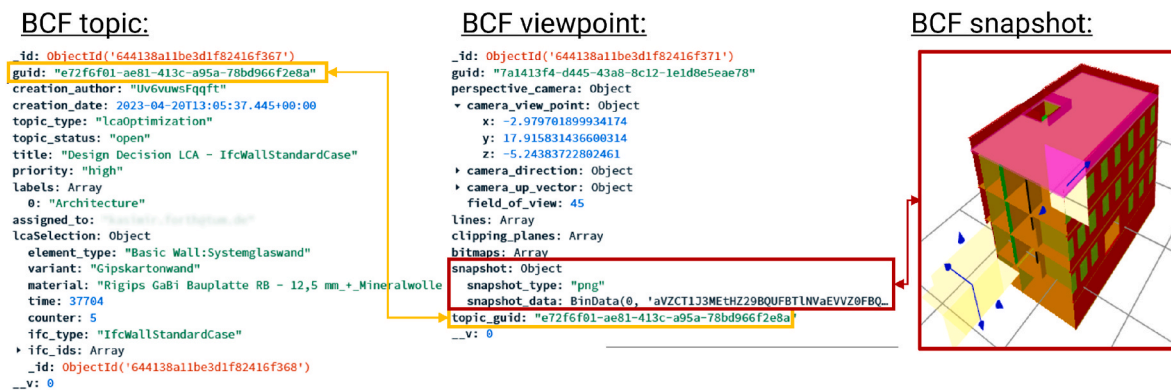 BCF topic:
_id: ObjectId('644138a11be3d1f82416f367')
guid: "e72f6f01-ae81-413c-a95a-78bd966f2e8a"
creation_author: "Uv6vuwsFqqft"
creation_date: 2023-04-20T13:05:37.445+00:00
topic_type: "lcaOptimization"
topic_status: "open"
title: "Design Decision LCA - IfcWallStandardCase"
priority: "high"
labels: Array
0: "Architecture"
assigned_to:
lcaSelection: Object
element_type: "Basic Wall:Systemglaswand"
variant: "Gipskartonwand"
material: "Rigips GaBi Bauplatte RB - 12,5 mm_+_Mineralwolle
time: 37704
counter: 5
ifc_type: "IfcWallStandardCase"
ifc_ids: Array
_id: ObjectId('644138a11be3d1f82416f368')
__v: 0
BCF viewpoint:
_id: ObjectId('644138a11be3d1f82416f371')
guid: "7a1413f4-d445-43a8-8c12-1e1d8e5eae78"
perspective_camera: Object
camera_view_point: Object
x: -2.979701899934174
y: 17.915831436600314
z: -5.24383722802461
camera_direction: Object
camera_up_vector: Object
field_of_view: 45
lines: Array
clipping_planes: Array
bitmaps: Array
snapshot: Object
snapshot_type: "png"
snapshot_data: BinData(0, 'aVZCT1J3MEtHZ29BQUFBTlNVaEVVZ0FBQ…
topic_guid: "e72f6f01-ae81-413c-a95a-78bd966f2e8a"
__v: 0
BCF snapshot: